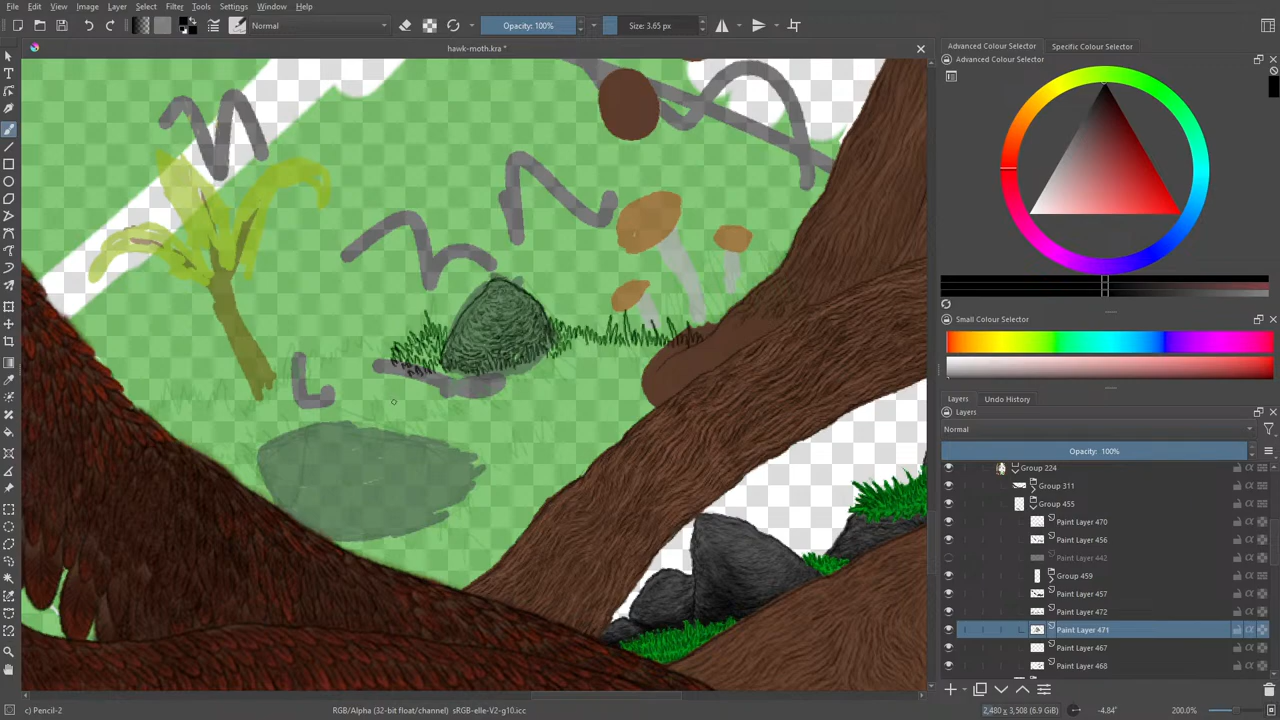 File Edit View Image Layer Select Filter Tools Settings Window Help
Normal Opacity: 100% Size: 3.65 px
hawk-moth.kra *
Advanced Colour Selector Specific Colour Selector
Advanced Colour Selector
Small Colour Selector
Layers Undo History
Layers
Normal
Opacity: 100%
Group 224
Group 311
Group 455
Paint Layer 470
Paint Layer 456
Paint Layer 442
Group 459
Paint Layer 457
Paint Layer 472
Paint Layer 471
Paint Layer 467
Paint Layer 468
c) Pencil-2 RGB/Alpha (32-bit float/channel) sRGB-elle-V2-g10.icc 2,480 x 3,508 (6.9 GiB) -4.84° 200.0%